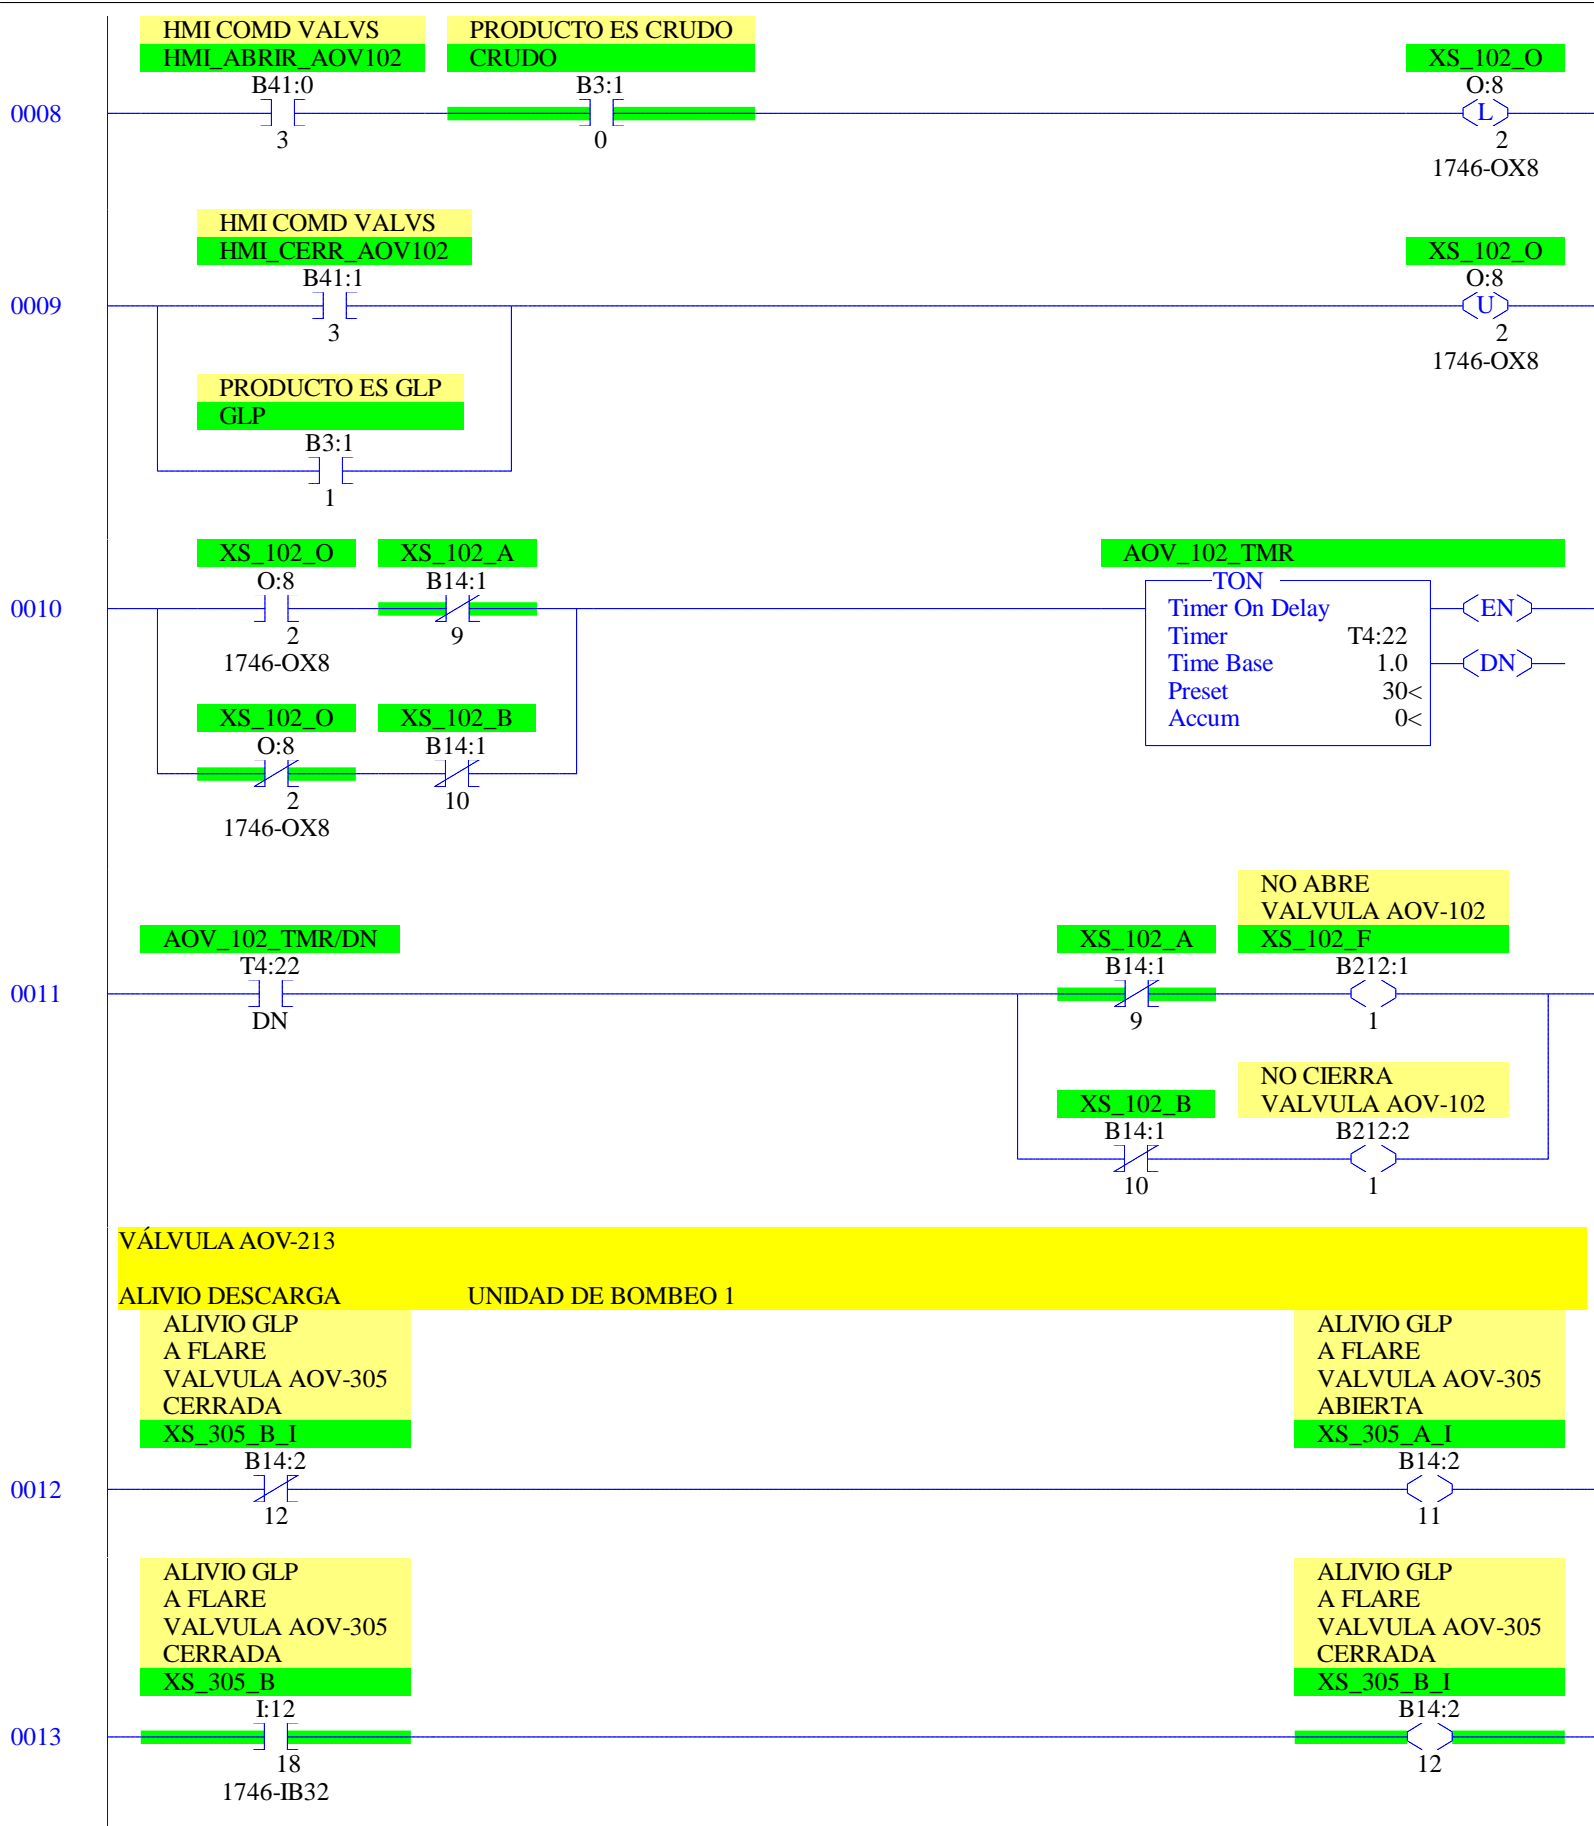 HMI COMD VALVS
HMI_ABRIR_AOV102
B41:0
3
PRODUCTO ES CRUDO
CRUDO
B3:1
0
XS_102_O
O:8
L
2
1746-OX8
0008
HMI COMD VALVS
HMI_CERR_AOV102
B41:1
3
XS_102_O
O:8
U
2
1746-OX8
0009
PRODUCTO ES GLP
GLP
B3:1
1
XS_102_O
O:8
2
1746-OX8
XS_102_A
B14:1
9
AOV_102_TMR
TON
Timer On Delay
Timer T4:22
Time Base 1.0
Preset 30<
Accum 0<
EN
DN
0010
XS_102_O
O:8
2
1746-OX8
XS_102_B
B14:1
10
AOV_102_TMR/DN
T4:22
DN
XS_102_A
B14:1
9
NO ABRE
VALVULA AOV-102
XS_102_F
B212:1
1
0011
XS_102_B
B14:1
10
NO CIERRA
VALVULA AOV-102
B212:2
1
VÁLVULA AOV-213
ALIVIO DESCARGA UNIDAD DE BOMBEO 1
ALIVIO GLP
A FLARE
VALVULA AOV-305
CERRADA
XS_305_B_I
B14:2
12
ALIVIO GLP
A FLARE
VALVULA AOV-305
ABIERTA
XS_305_A_I
B14:2
11
0012
ALIVIO GLP
A FLARE
VALVULA AOV-305
CERRADA
XS_305_B
I:12
18
1746-IB32
ALIVIO GLP
A FLARE
VALVULA AOV-305
CERRADA
XS_305_B_I
B14:2
12
0013